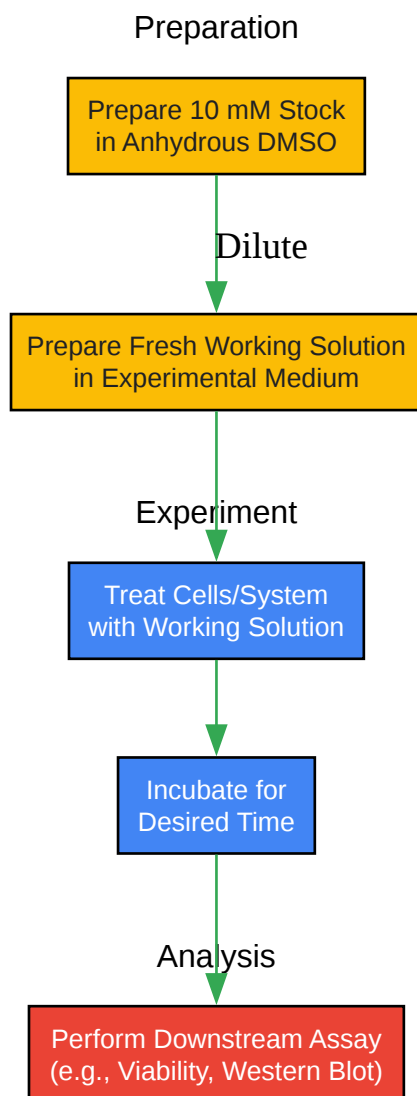 Preparation
Prepare 10 mM Stock
in Anhydrous DMSO
Dilute
Prepare Fresh Working Solution
in Experimental Medium
Experiment
Treat Cells/System
with Working Solution
Incubate for
Desired Time
Analysis
Perform Downstream Assay
(e.g., Viability, Western Blot)